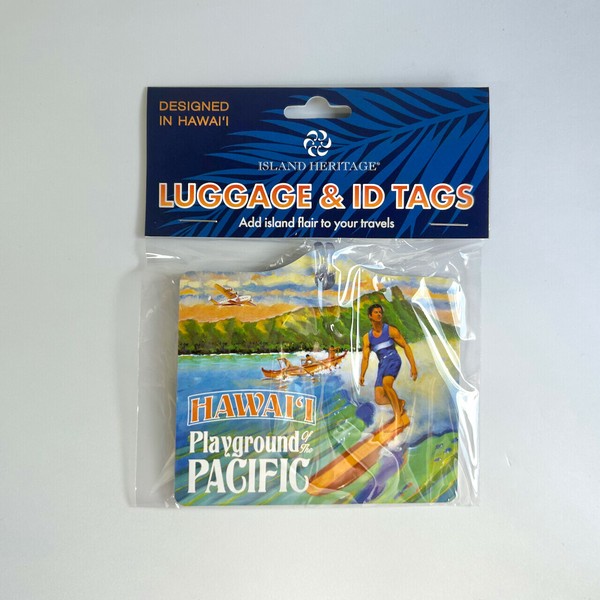 DESIGNED
IN HAWAI'I
ISLAND HERITAGE®
LUGGAGE & ID TAGS
Add island flair to your travels
HAWAI‘I
Playground Of The
PACIFIC